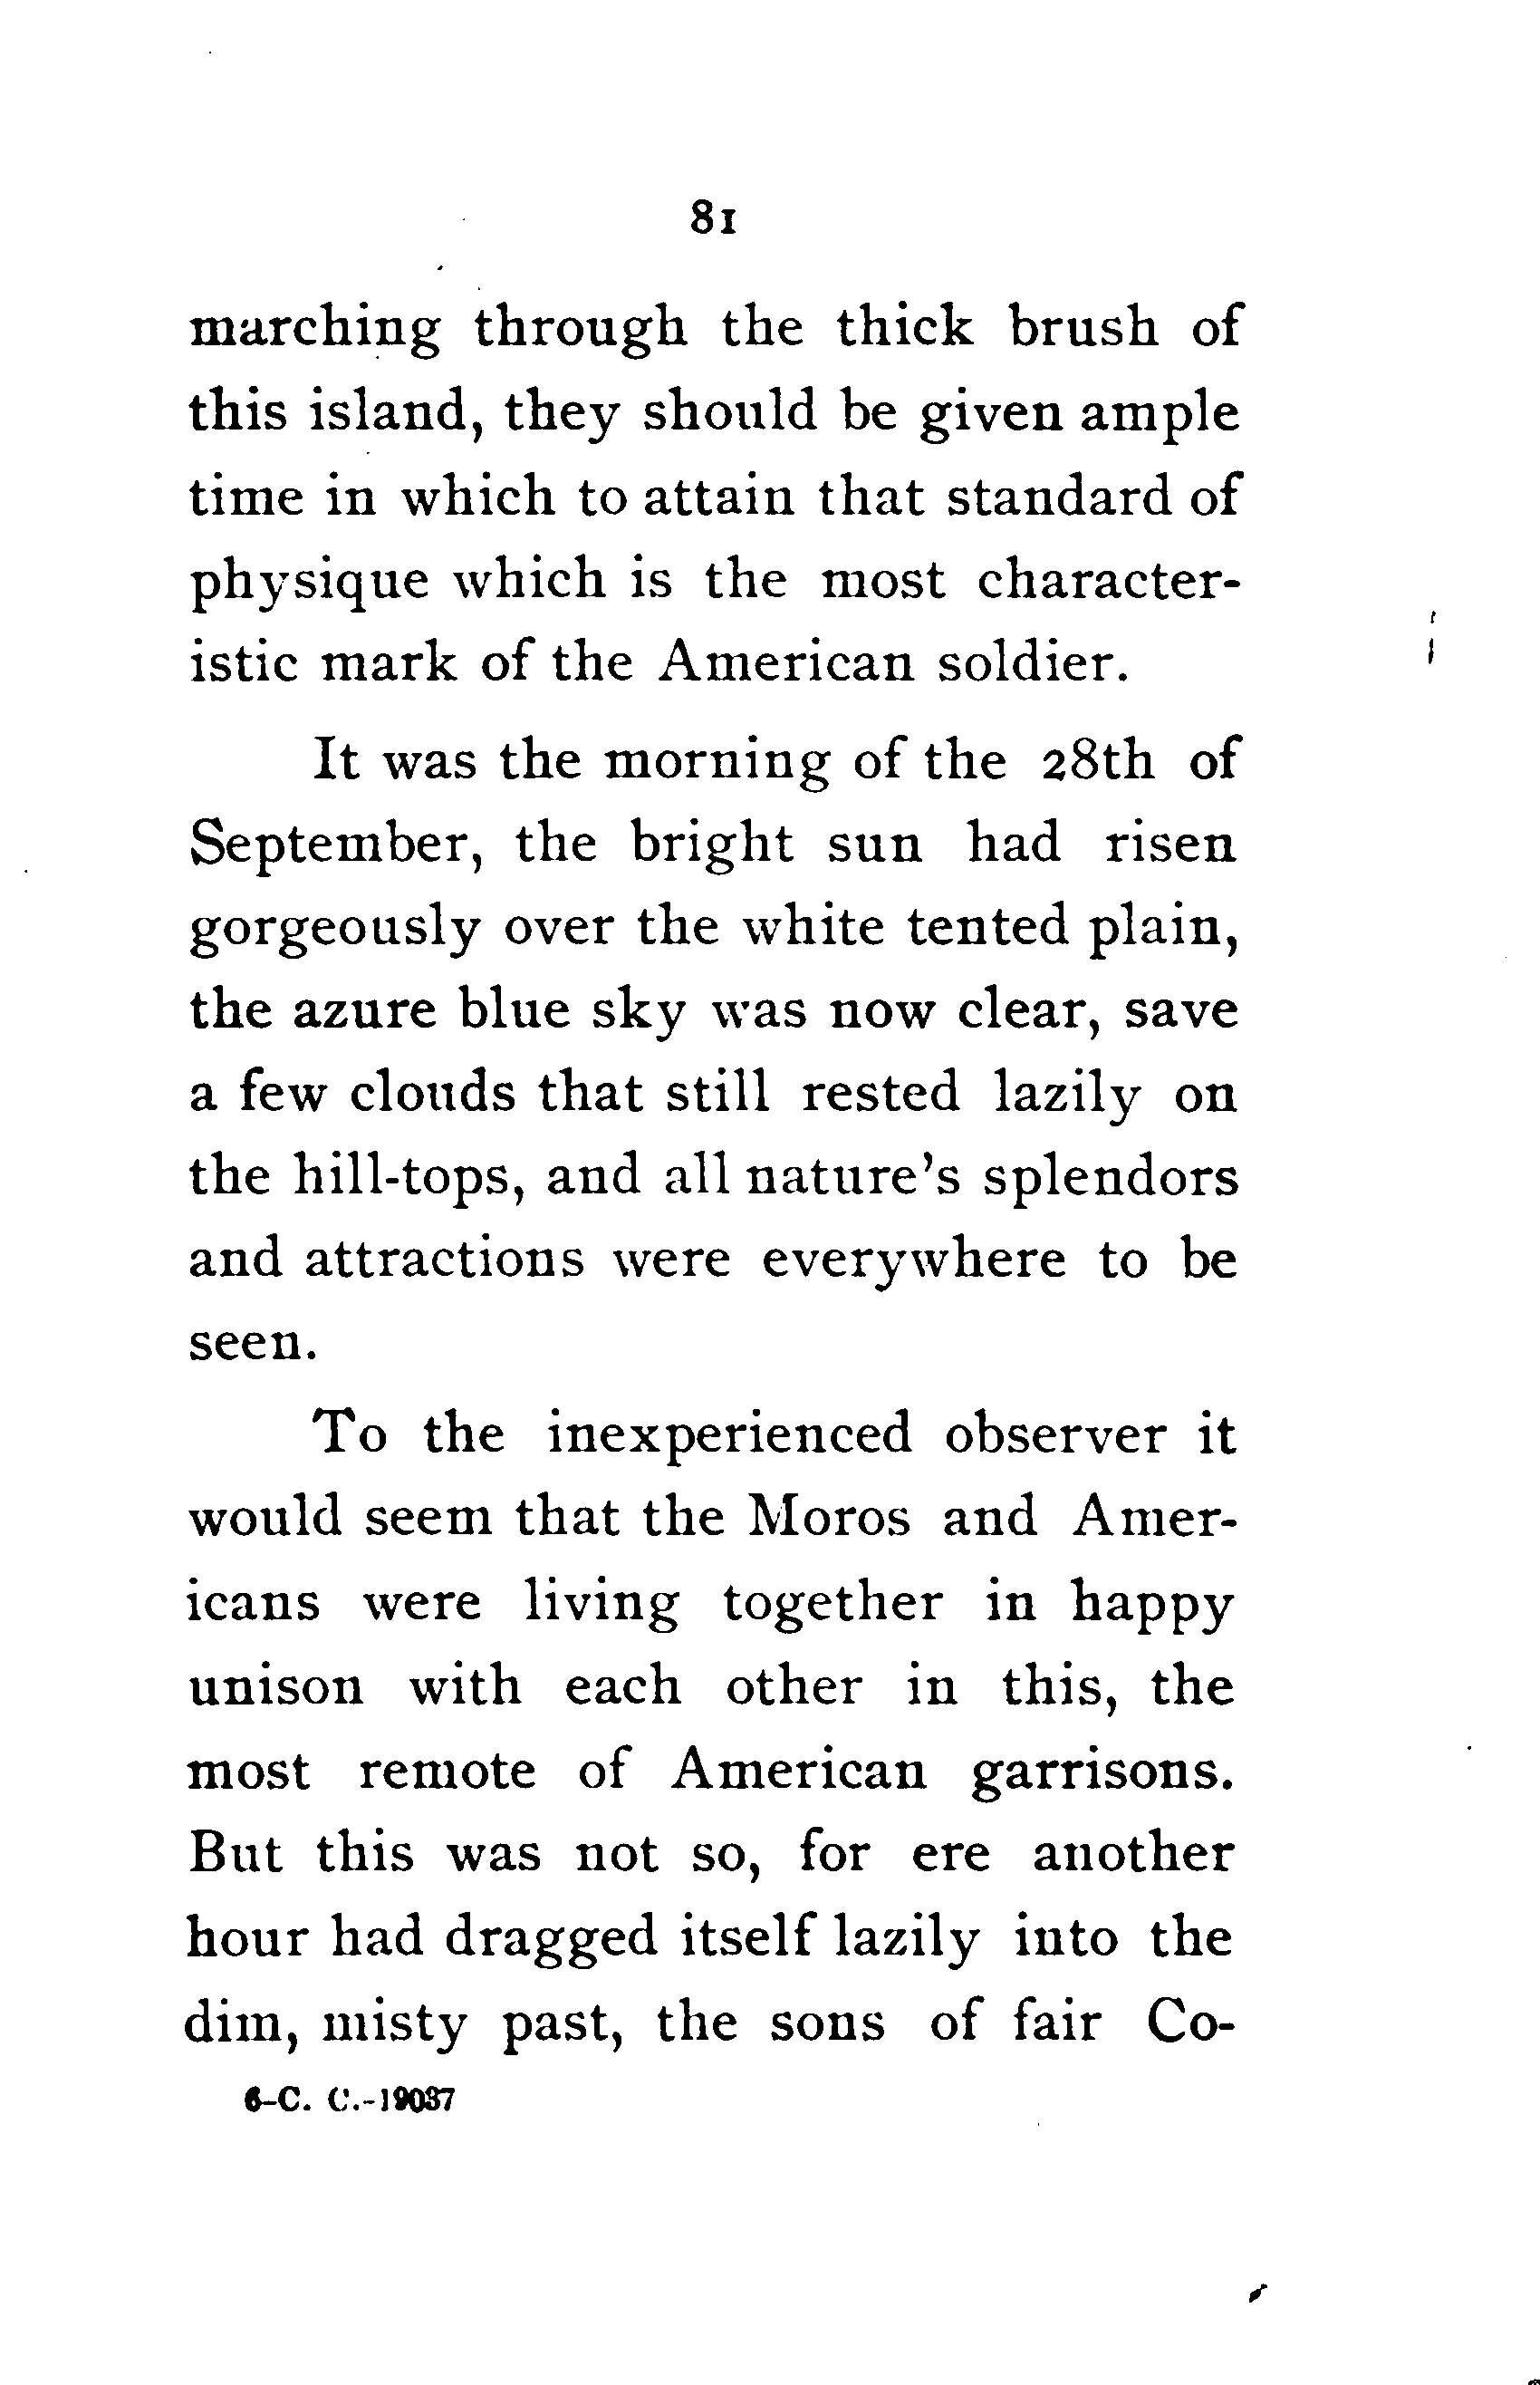 81
marching through the thick brush of
this island, they should be given ample
time in which to attain that standard of
physique which is the most character-
istic mark of the American soldier.
It was the morning of the 28th of
September, the bright sun had risen
gorgeously over the white tented plain,
the azure blue sky was now clear, save
a few clouds that still rested lazily on
the hill-tops, and all nature's splendors
and attractions were everywhere to be
seen.
To the inexperienced observer it
would seem that the Moros and Amer-
icans were living together in happy
unison with each other in this, the
most remote of American garrisons.
But this was not so, for ere another
hour had dragged itself lazily into the
dim, misty past, the sons of fair Co-
6-C. C.-19037